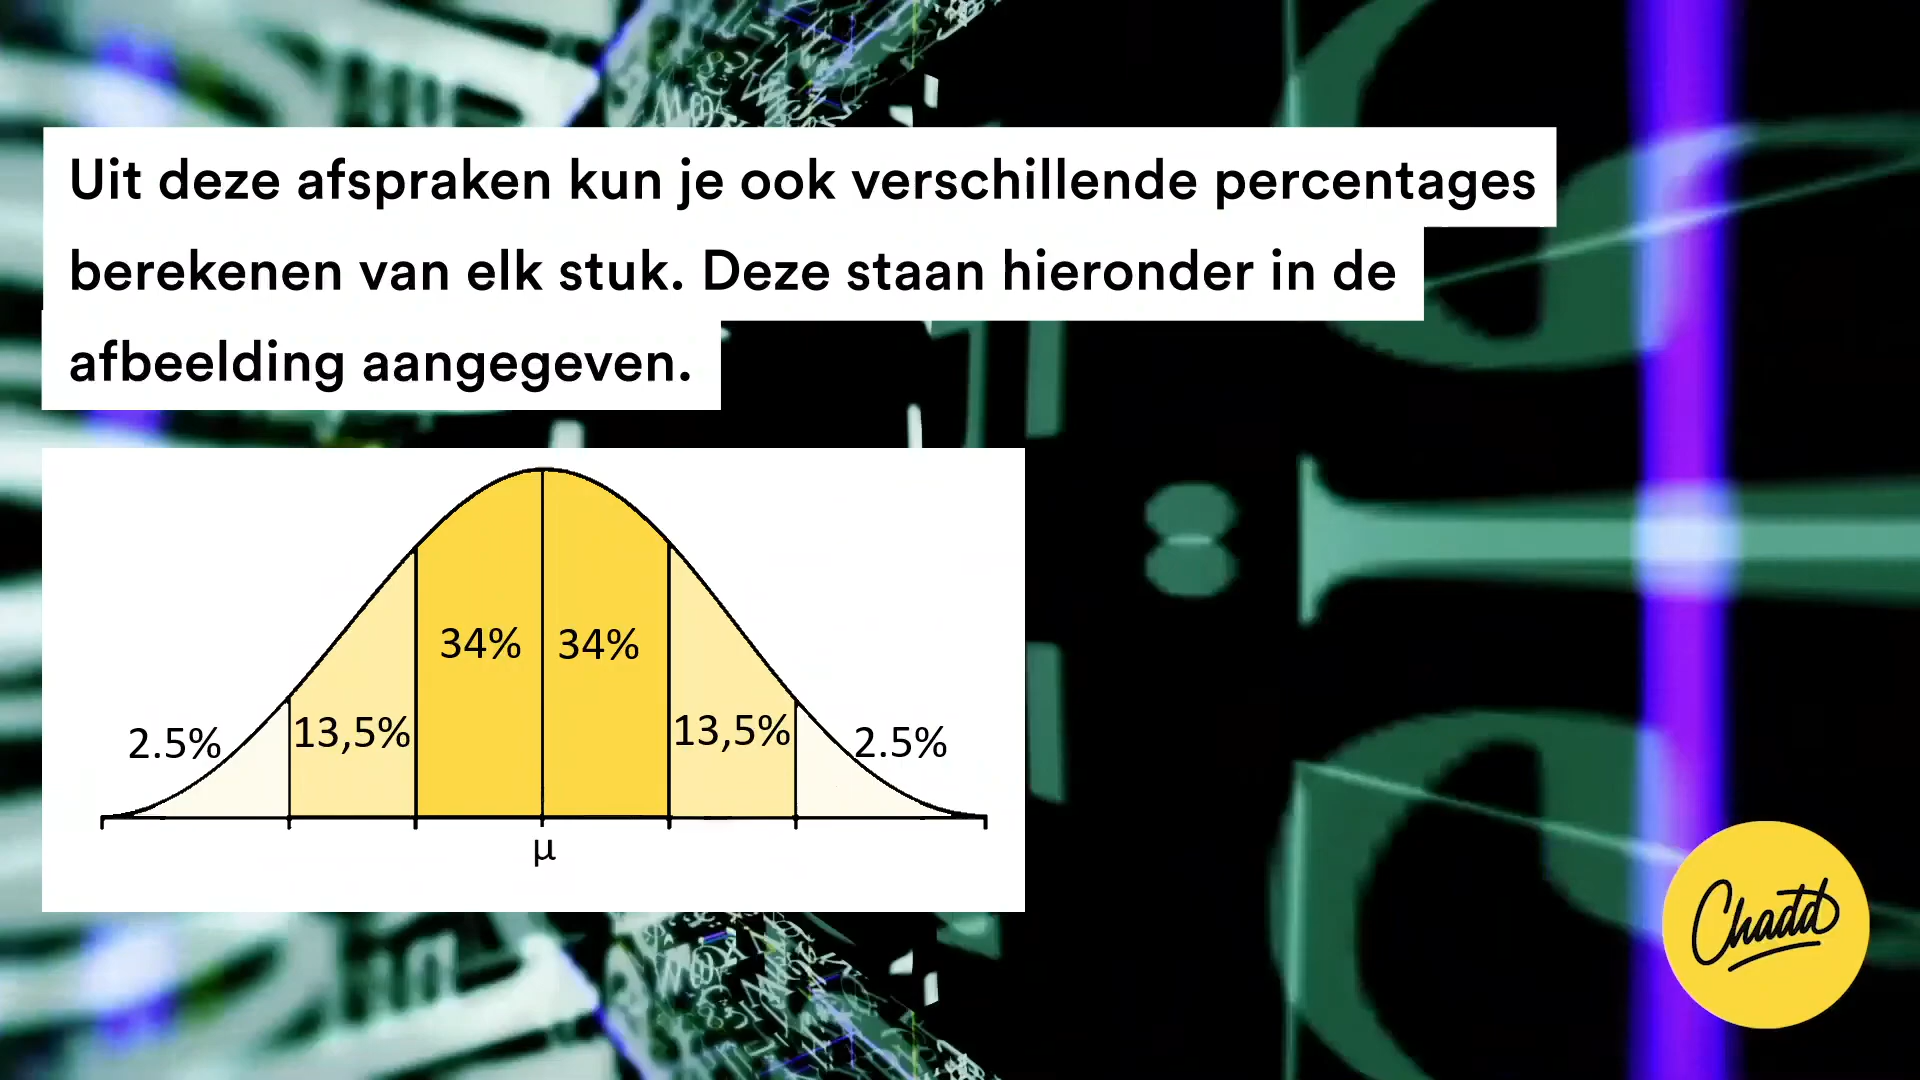 Uit deze afspraken kun je ook verschillende percentages
berekenen van elk stuk. Deze staan hieronder in de
afbeelding aangegeven.
34% 34%
2.5% 13,5% 13,5% 2.5%
μ
Chadd